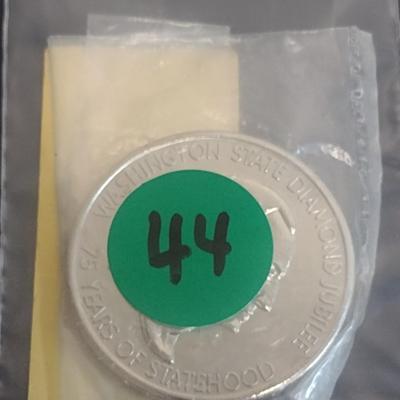 WASHINGTON STATE DIAMOND JUBILEE
44
75 YEARS OF STATEHOOD